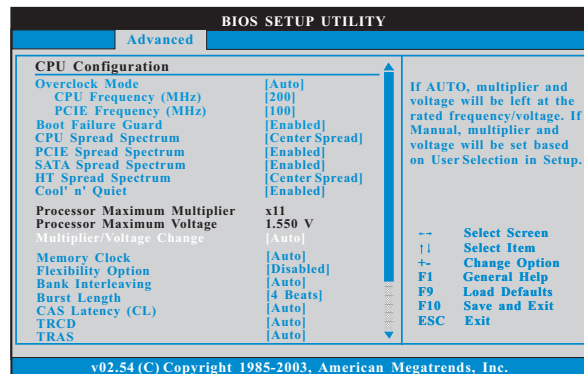 BIOS SETUP UTILITY
Advanced
CPU Configuration
Overclock Mode [Auto]
CPU Frequency (MHz) [200]
PCIE Frequency (MHz) [100]
Boot Failure Guard [Enabled]
CPU Spread Spectrum [Center Spread]
PCIE Spread Spectrum [Enabled]
SATA Spread Spectrum [Enabled]
HT Spread Spectrum [Center Spread]
Cool' n' Quiet [Enabled]
Processor Maximum Multiplier x11
Processor Maximum Voltage 1.550 V
Multiplier/Voltage Change [Auto]
Memory Clock [Auto]
Flexibility Option [Disabled]
Bank Interleaving [Auto]
Burst Length [4 Beats]
CAS Latency (CL) [Auto]
TRCD [Auto]
TRAS [Auto]
If AUTO, multiplier and
voltage will be left at the
rated frequency/voltage. If
Manual, multiplier and
voltage will be set based
on User Selection in Setup.
←→ Select Screen
↑↓ Select Item
+- Change Option
F1 General Help
F9 Load Defaults
F10 Save and Exit
ESC Exit
v02.54 (C) Copyright 1985-2003, American Megatrends, Inc.